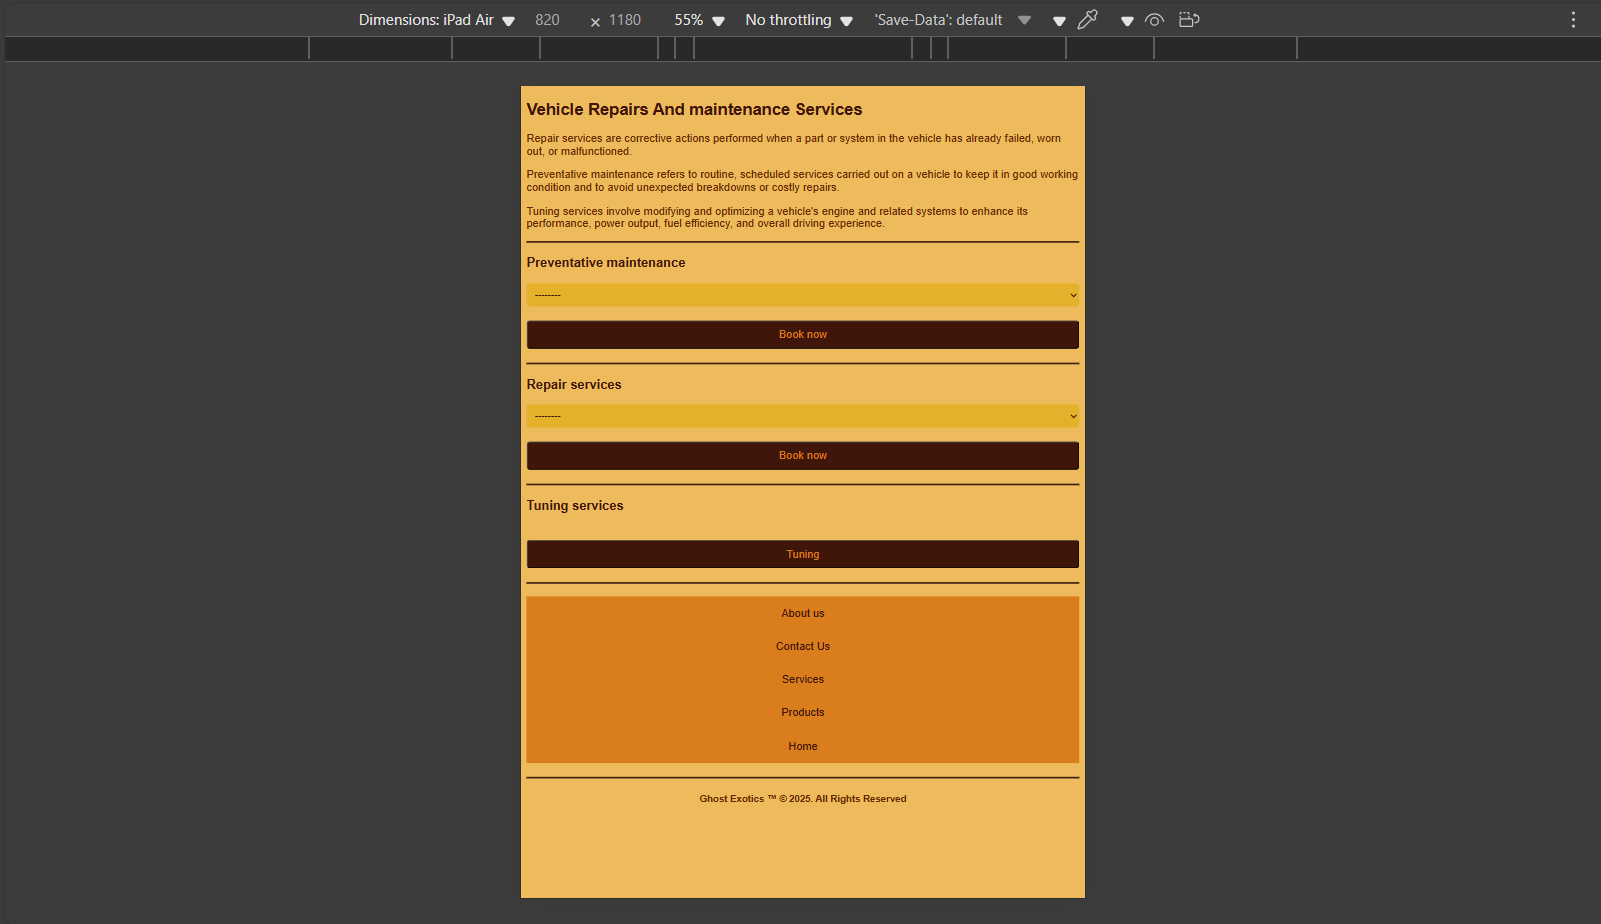 Dimensions: iPad Air 820 × 1180 55% No throttling 'Save-Data': default
Vehicle Repairs And maintenance Services
Repair services are corrective actions performed when a part or system in the vehicle has already failed, worn
out, or malfunctioned.
Preventative maintenance refers to routine, scheduled services carried out on a vehicle to keep it in good working
condition and to avoid unexpected breakdowns or costly repairs.
Tuning services involve modifying and optimizing a vehicle's engine and related systems to enhance its
performance, power output, fuel efficiency, and overall driving experience.
Preventative maintenance
--------
Book now
Repair services
--------
Book now
Tuning services
Tuning
About us
Contact Us
Services
Products
Home
Ghost Exotics ™ © 2025. All Rights Reserved